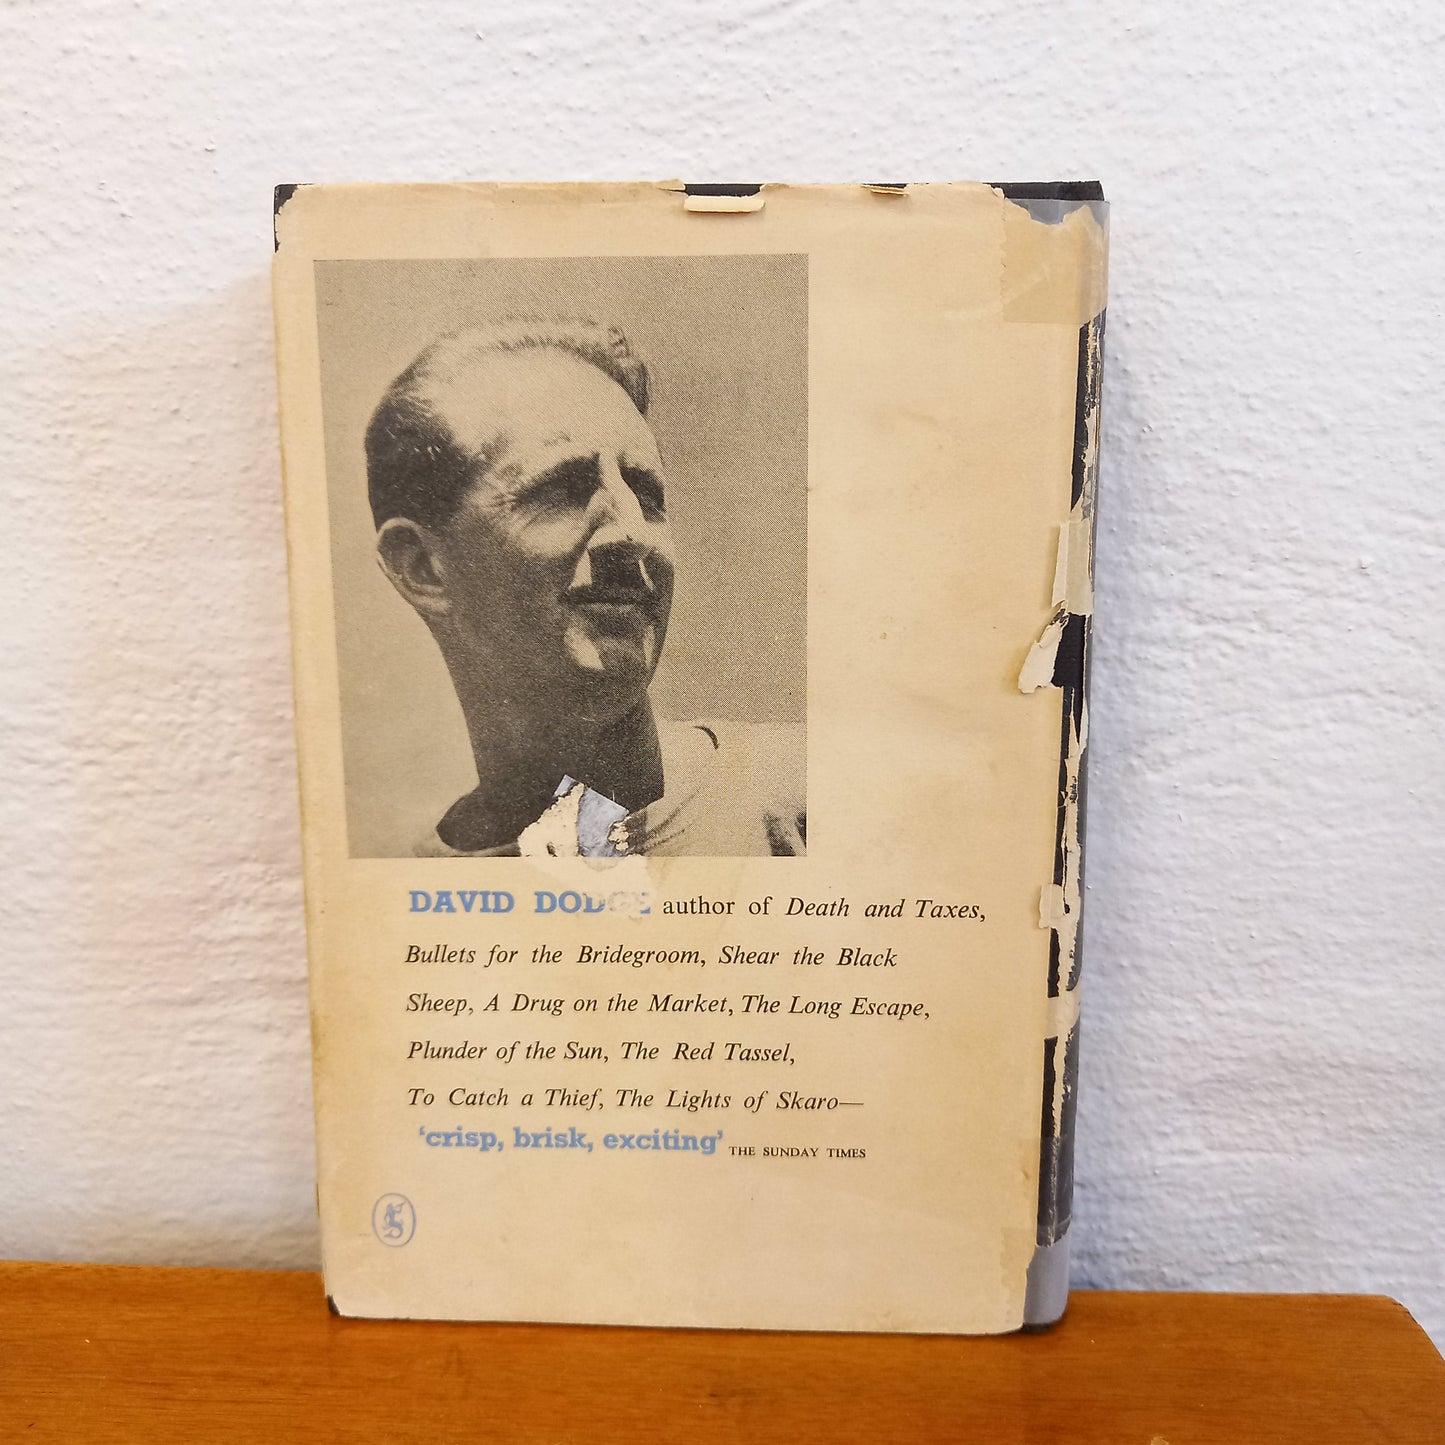 DAVID DODGE author of Death and Taxes,
Bullets for the Bridegroom, Shear the Black
Sheep, A Drug on the Market, The Long Escape,
Plunder of the Sun, The Red Tassel,
To Catch a Thief, The Lights of Skaro—
‘crisp, brisk, exciting’ THE SUNDAY TIMES
S